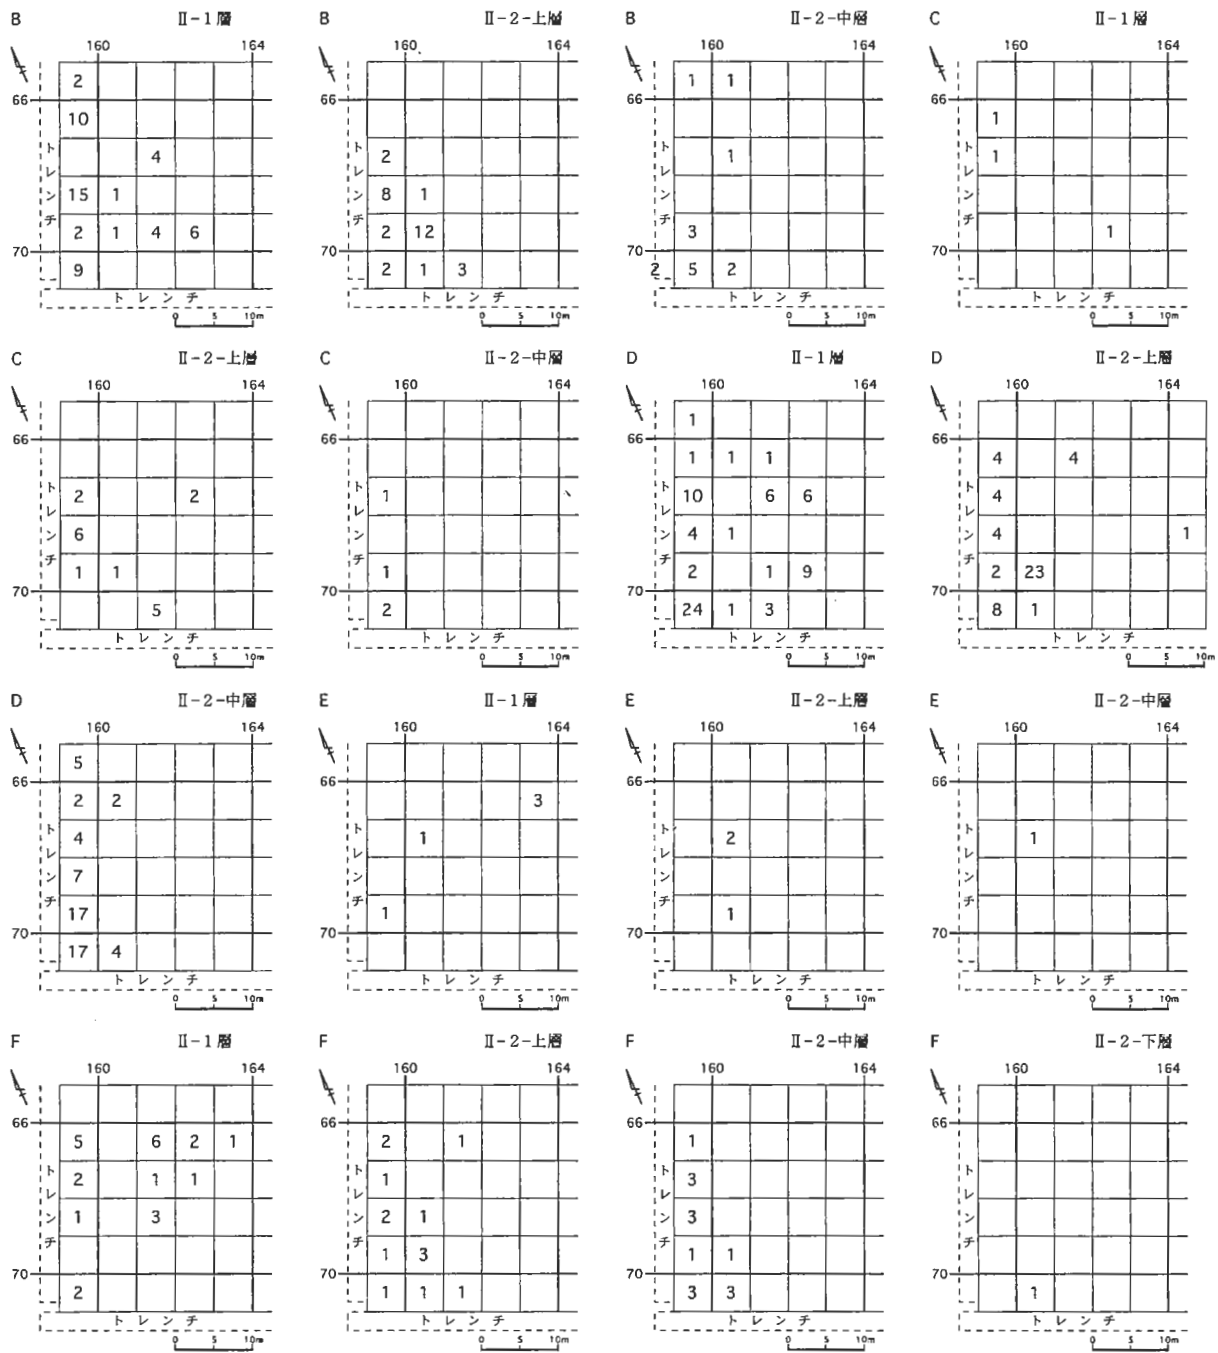 B Ⅱ-1層
160 164
2
66
10
4
15 1
2 1 4 6
70
9
トレンチ
トレンチ
0 5 10m
B Ⅱ-2-上層
160 164
66
2
8 1
2 12
70
2 1 3
トレンチ
トレンチ
0 5 10m
B Ⅱ-2-中層
160 164
1 1
66
1
3
70
2 5 2
トレンチ
トレンチ
0 5 10m
C Ⅱ-1層
160 164
66
1
1
1
70
トレンチ
トレンチ
0 5 10m
C Ⅱ-2-上層
160 164
66
2 2
6
1 1
70
5
トレンチ
トレンチ
0 5 10m
C Ⅱ-2-中層
160 164
66
1
1
70
2
トレンチ
トレンチ
0 5 10m
D Ⅱ-1層
160 164
1
66
1 1 1
10 6 6
4 1
2 1 9
70
24 1 3
トレンチ
トレンチ
0 5 10m
D Ⅱ-2-上層
160 164
66
4 4
4
4 1
2 23
70
8 1
トレンチ
トレンチ
0 5 10m
D Ⅱ-2-中層
160 164
5
66
2 2
4
7
17
70
17 4
トレンチ
トレンチ
0 5 10m
E Ⅱ-1層
160 164
66
3
1
1
70
トレンチ
トレンチ
0 5 10m
E Ⅱ-2-上層
160 164
66
2
1
70
トレンチ
トレンチ
0 5 10m
E Ⅱ-2-中層
160 164
66
1
70
トレンチ
トレンチ
0 5 10m
F Ⅱ-1層
160 164
66
5 6 2 1
2 1 1
1 3
70
2
トレンチ
トレンチ
0 5 10m
F Ⅱ-2-上層
160 164
66
2 1
1
2 1
1 3
70
1 1 1
トレンチ
トレンチ
0 5 10m
F Ⅱ-2-中層
160 164
66
1
3
3
1 1
70
3 3
トレンチ
トレンチ
0 5 10m
F Ⅱ-2-下層
160 164
66
70
1
トレンチ
トレンチ
0 5 10m